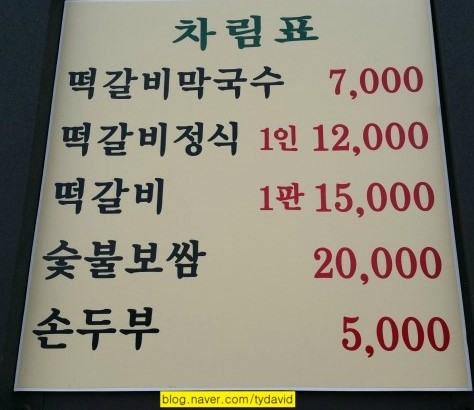 차림표
떡갈비막국수 7,000
떡갈비정식 1인 12,000
떡갈비 1판 15,000
숯불보쌈 20,000
손두부 5,000
blog.naver.com/tydavid